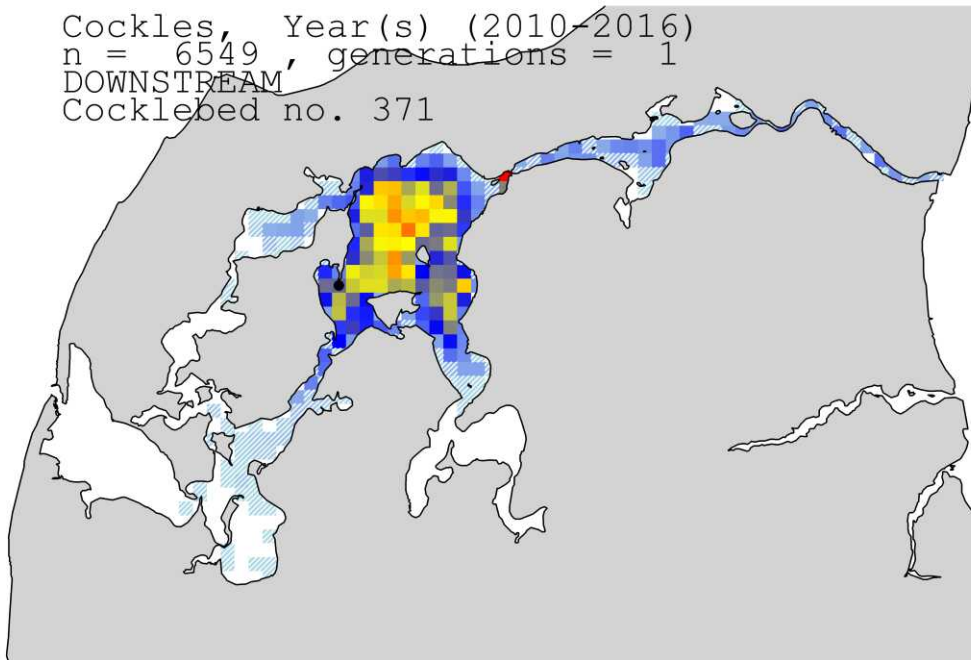 Cockles, Year(s) (2010-2016)
n = 6549 , generations = 1
DOWNSTREAM
Cocklebed no. 371